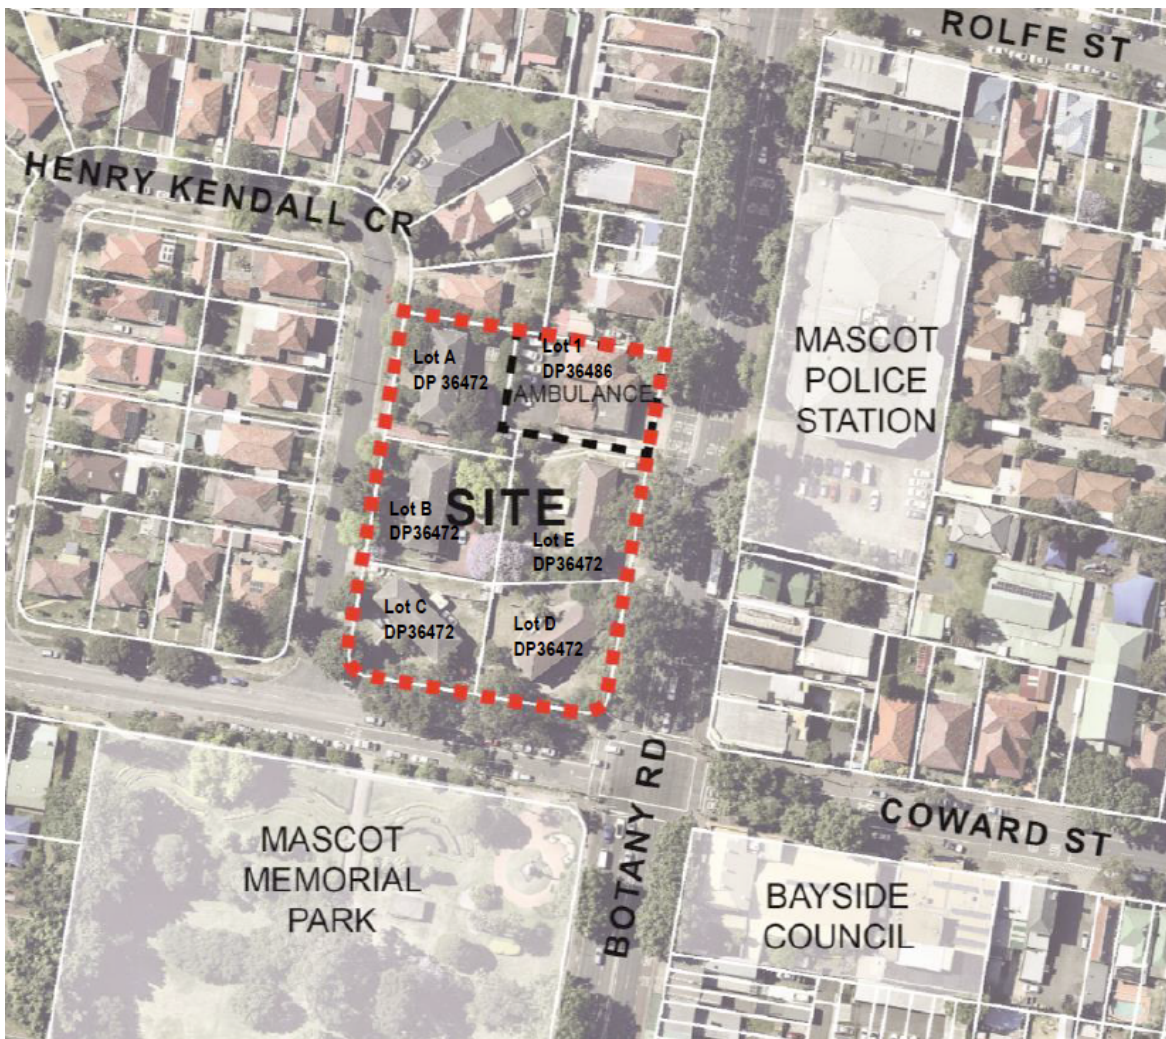 ROLFE ST
HENRY KENDALL CR
MASCOT
POLICE
STATION
Lot 1
DP36486
AMBULANCE
Lot A
DP 36472
SITE
Lot B
DP36472
Lot E
DP36472
Lot C
DP36472
Lot D
DP36472
BOTANY RD
COWARD ST
MASCOT
MEMORIAL
PARK
BAYSIDE
COUNCIL